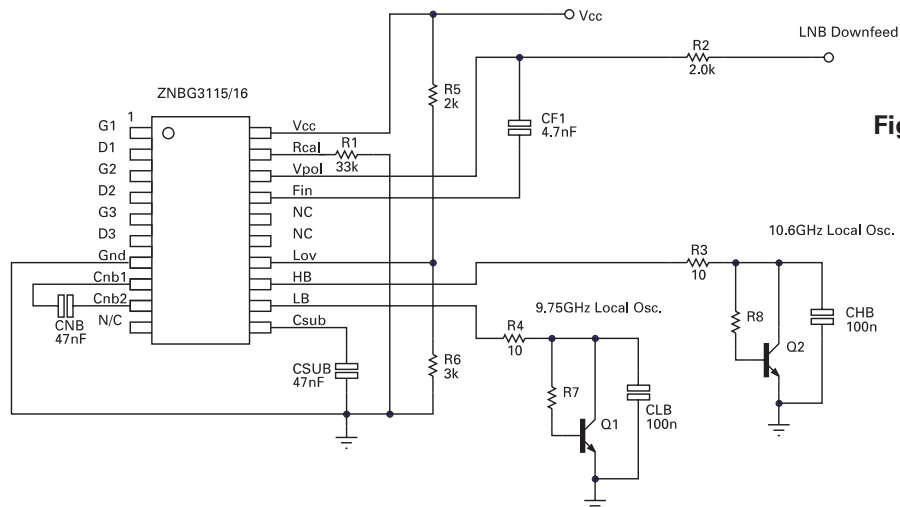 Vcc
LNB Downfeed
R2
2.0k
ZNBG3115/16
R5
2k
CF1
4.7nF
Fig
1
G1
D1
G2
D2
G3
D3
Gnd
Cnb1
Cnb2
N/C
Vcc
Rcal
Vpol
Fin
NC
NC
Lov
HB
LB
Csub
R1
33k
CNB
47nF
CSUB
47nF
R6
3k
10.6GHz Local Osc.
R3
10
9.75GHz Local Osc.
R4
10
R8
Q2
CHB
100n
R7
Q1
CLB
100n